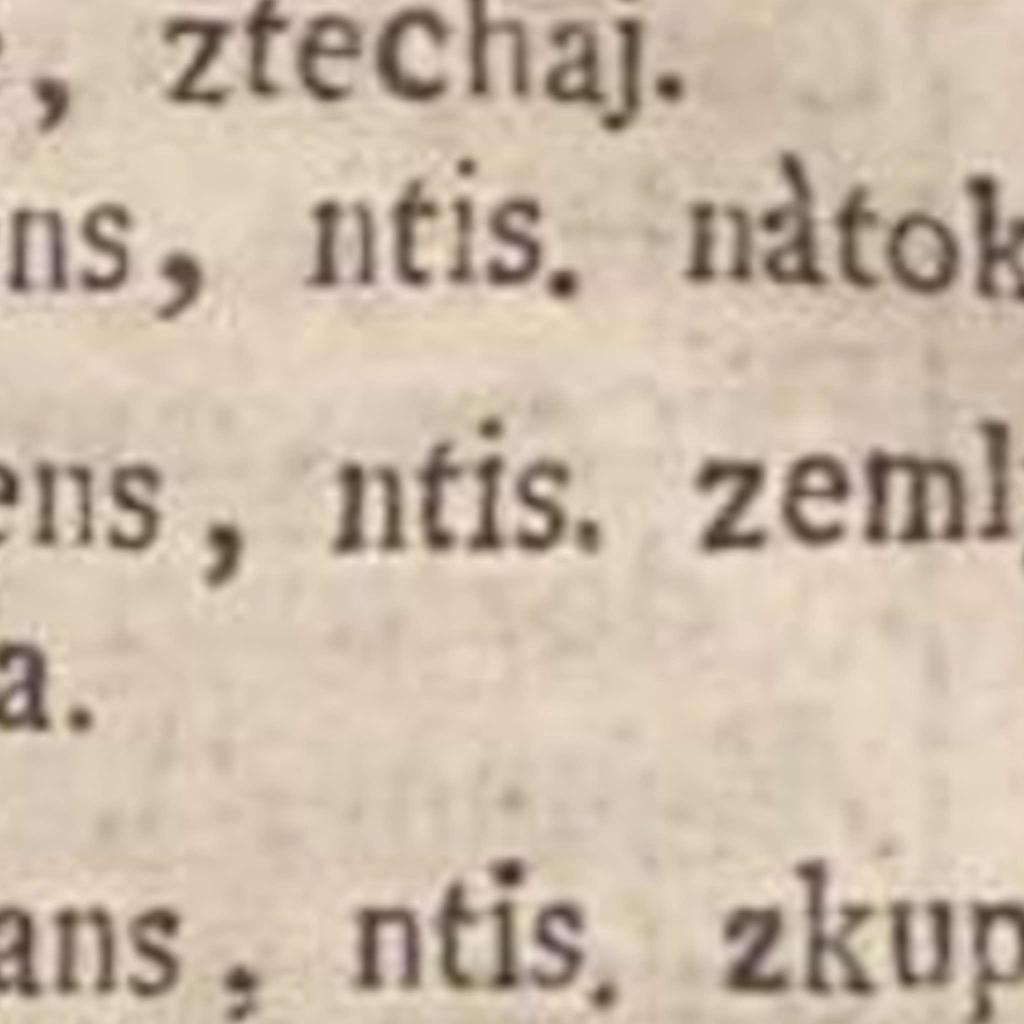 , ztechaj.
ns, ntis. nàtok
ens, ntis. zeml
a.
ans, ntis. zkup